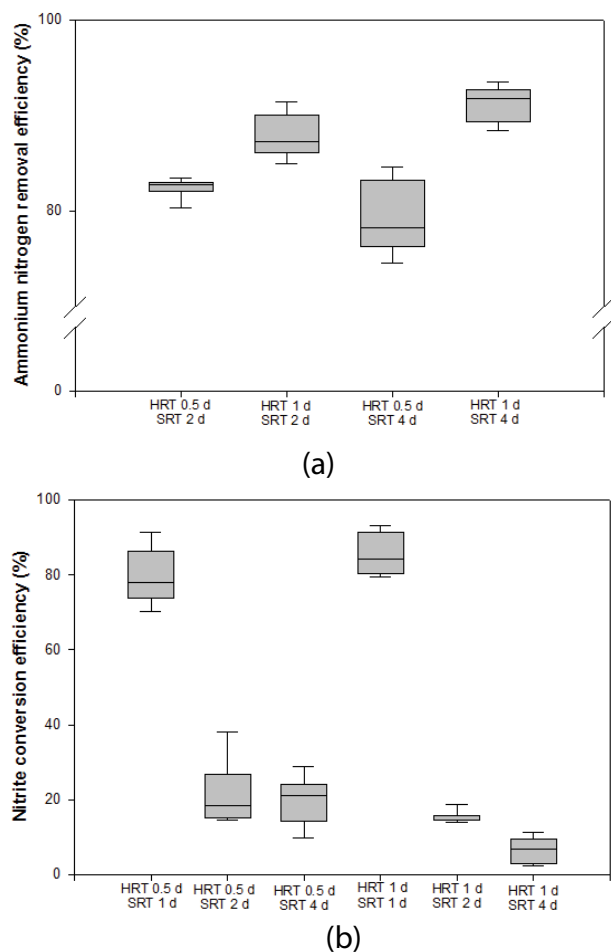 Ammonium nitrogen removal efficiency (%)
100
80
0
HRT 0.5 d
SRT 2 d
HRT 1 d
SRT 2 d
HRT 0.5 d
SRT 4 d
HRT 1 d
SRT 4 d
(a)
Nitrite conversion efficiency (%)
100
80
60
40
20
0
HRT 0.5 d
SRT 1 d
HRT 0.5 d
SRT 2 d
HRT 0.5 d
SRT 4 d
HRT 1 d
SRT 1 d
HRT 1 d
SRT 2 d
HRT 1 d
SRT 4 d
(b)